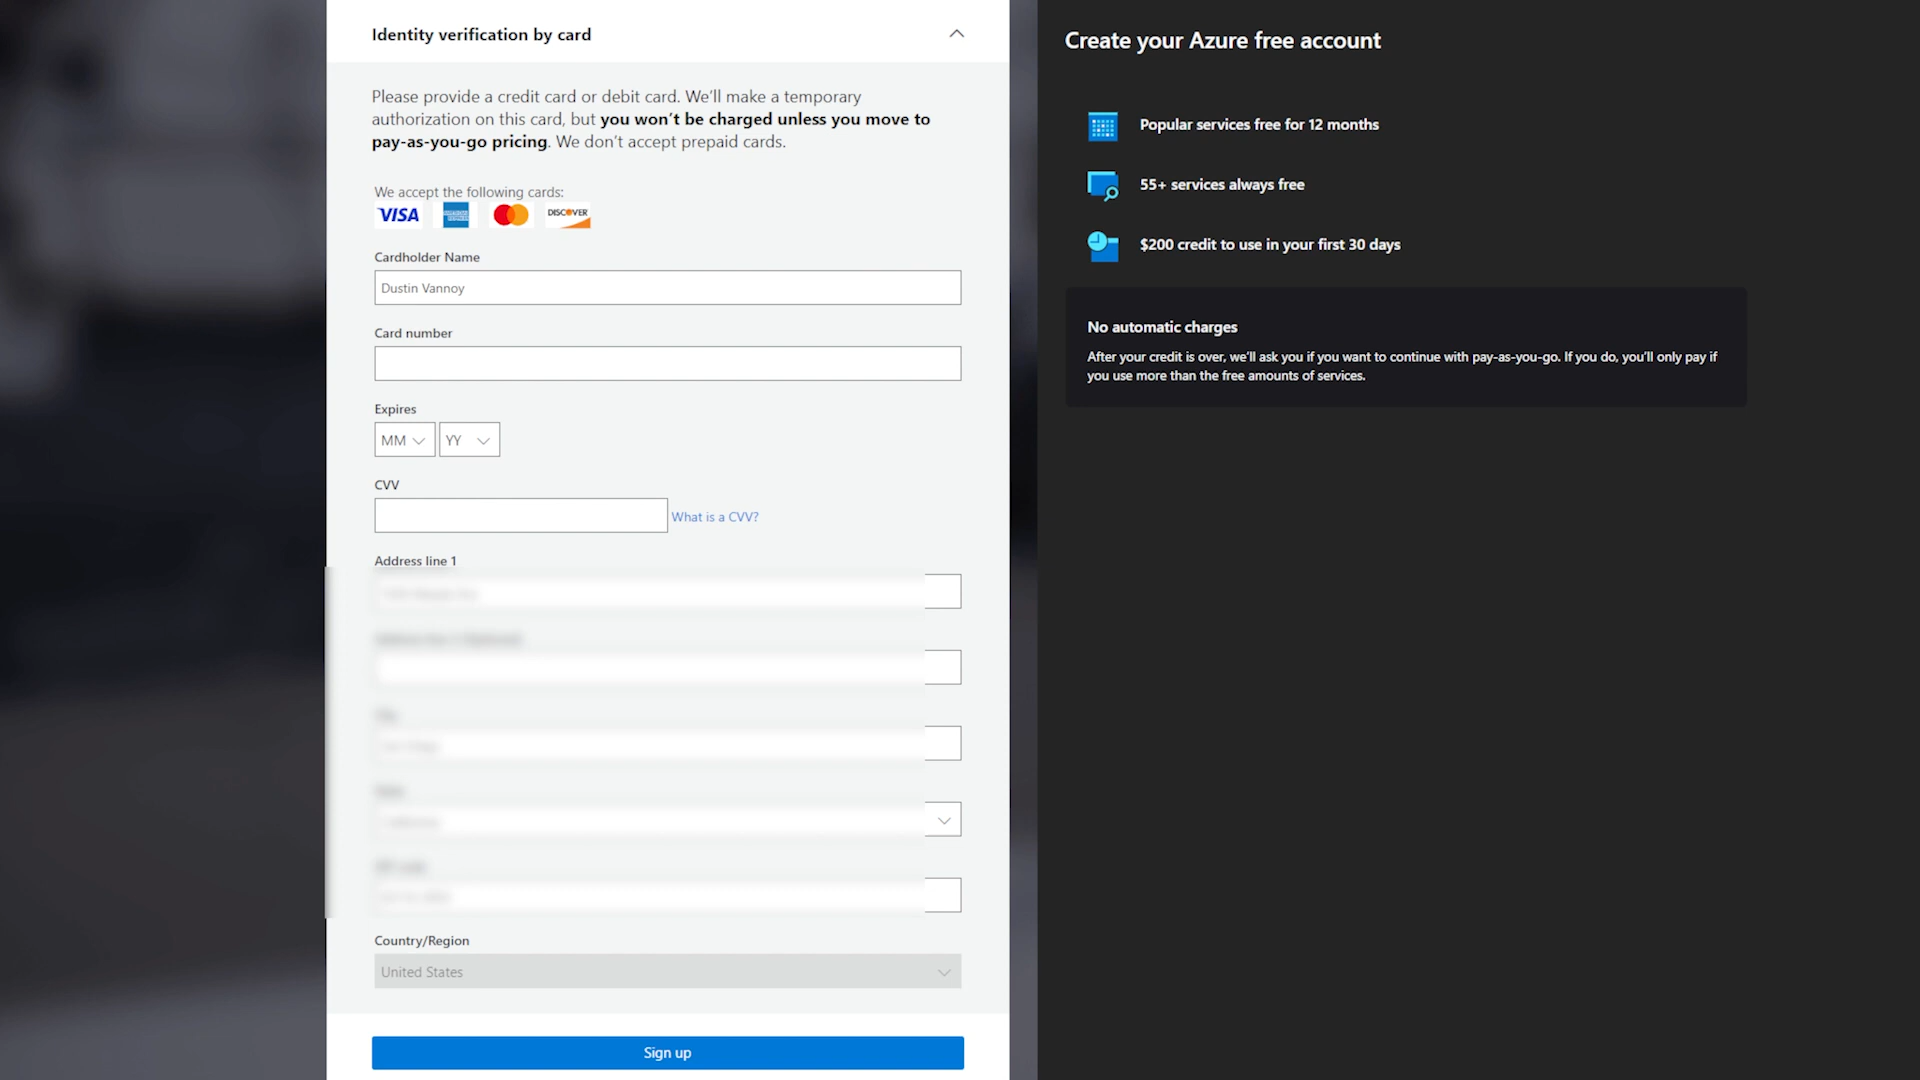 Identity verification by card
Please provide a credit card or debit card. We'll make a temporary
authorization on this card, but you won't be charged unless you move to
pay-as-you-go pricing. We don't accept prepaid cards.
We accept the following cards:
VISA
DISCOVER
Cardholder Name
Dustin Vannoy
Card number
Expires
MM
YY
CVV
What is a CVV?
Address line 1
Country/Region
United States
Sign up
Create your Azure free account
Popular services free for 12 months
55+ services always free
$200 credit to use in your first 30 days
No automatic charges
After your credit is over, we'll ask you if you want to continue with pay-as-you-go. If you do, you'll only pay if
you use more than the free amounts of services.